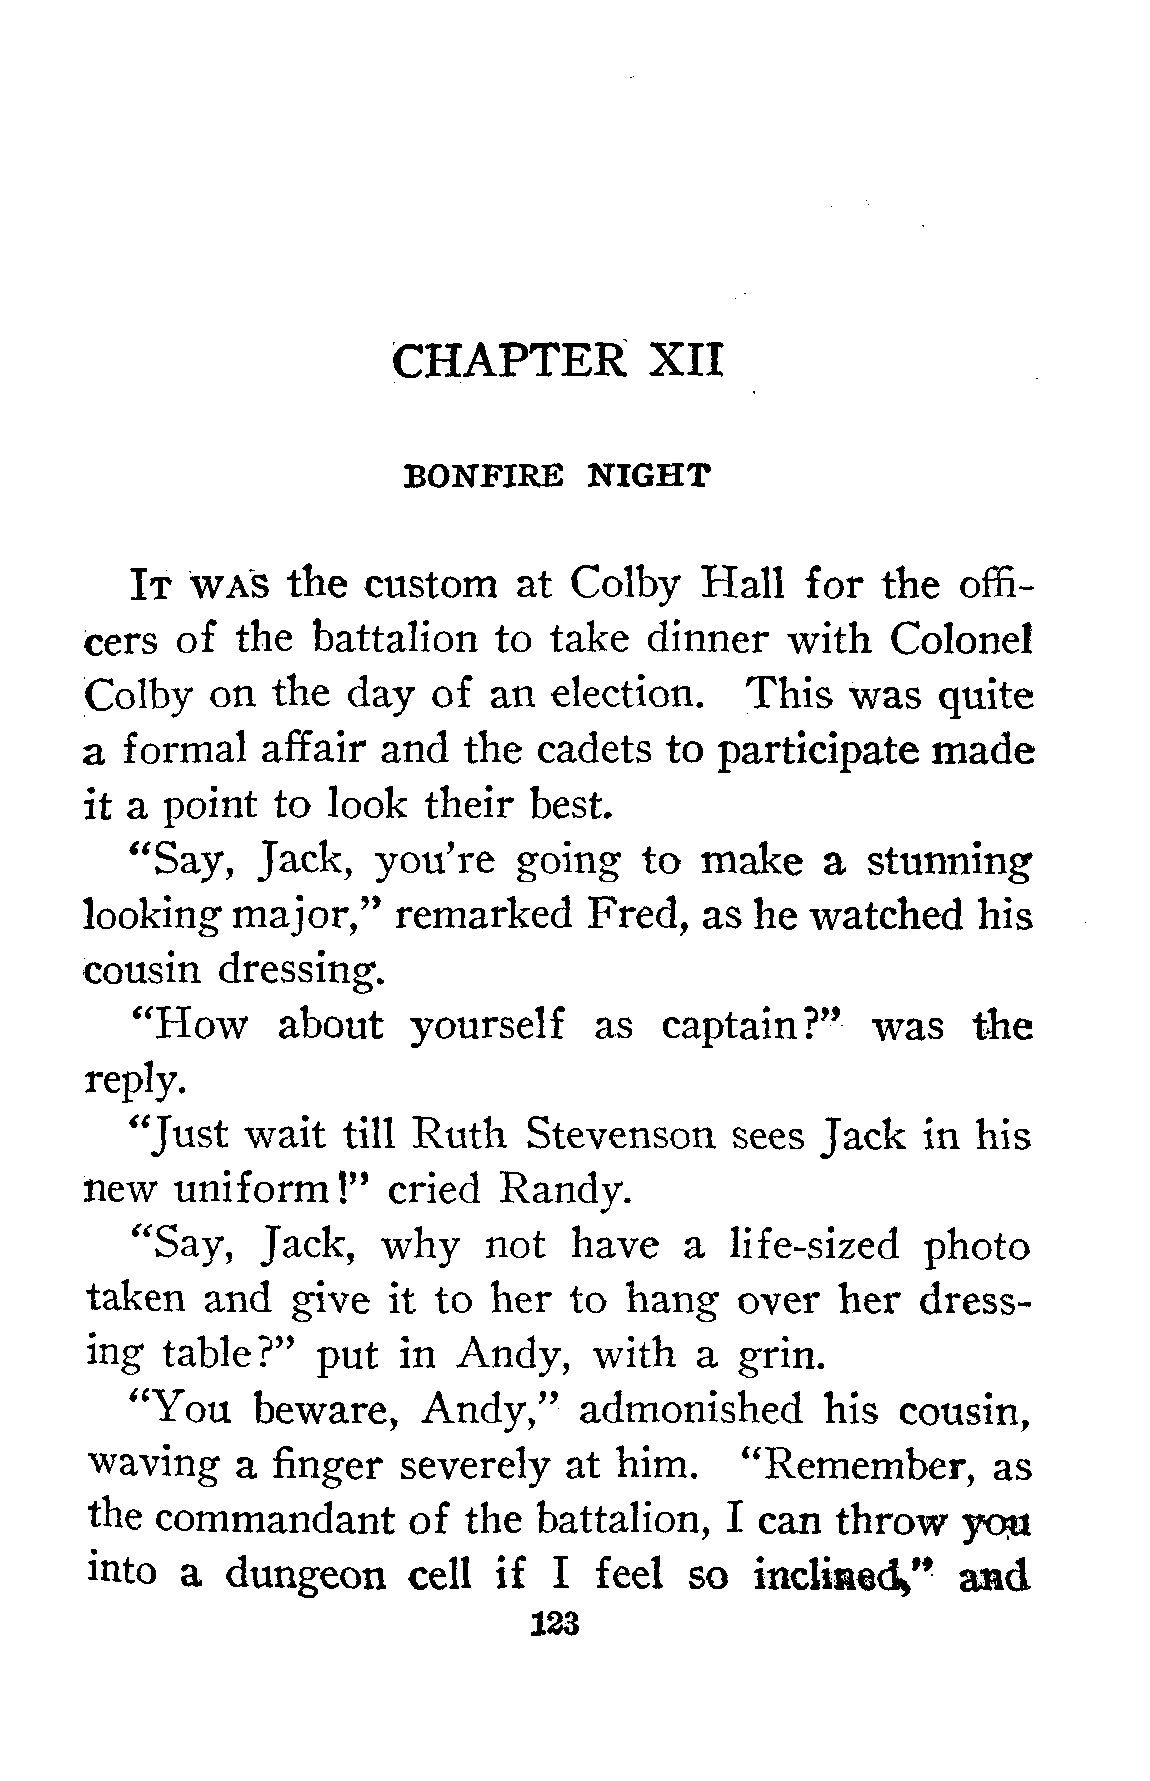 CHAPTER XII
BONFIRE NIGHT
IT WAS the custom at Colby Hall for the offi-
cers of the battalion to take dinner with Colonel
Colby on the day of an election. This was quite
a formal affair and the cadets to participate made
it a point to look their best.
“Say, Jack, you’re going to make a stunning
looking major,” remarked Fred, as he watched his
cousin dressing.
“How about yourself as captain?” was the
reply.
“Just wait till Ruth Stevenson sees Jack in his
new uniform!” cried Randy.
“Say, Jack, why not have a life-sized photo
taken and give it to her to hang over her dress-
ing table?” put in Andy, with a grin.
“You beware, Andy,” admonished his cousin,
waving a finger severely at him. “Remember, as
the commandant of the battalion, I can throw you
into a dungeon cell if I feel so inclined,” and
123